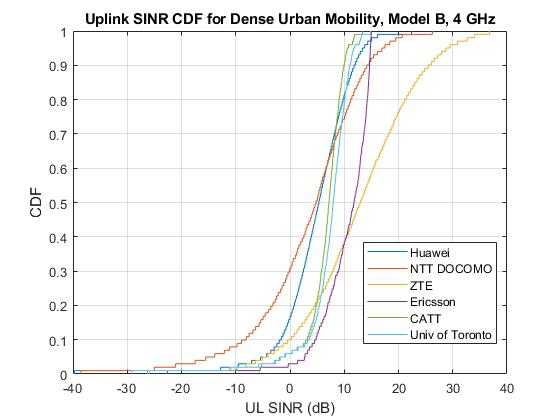 Uplink SINR CDF for Dense Urban Mobility, Model B, 4 GHz
1
0.9
0.8
0.7
0.6
0.5
0.4
0.3
0.2
0.1
0
CDF
Huawei
NTT DOCOMO
ZTE
Ericsson
CATT
Univ of Toronto
-40 -30 -20 -10 0 10 20 30 40
UL SINR (dB)